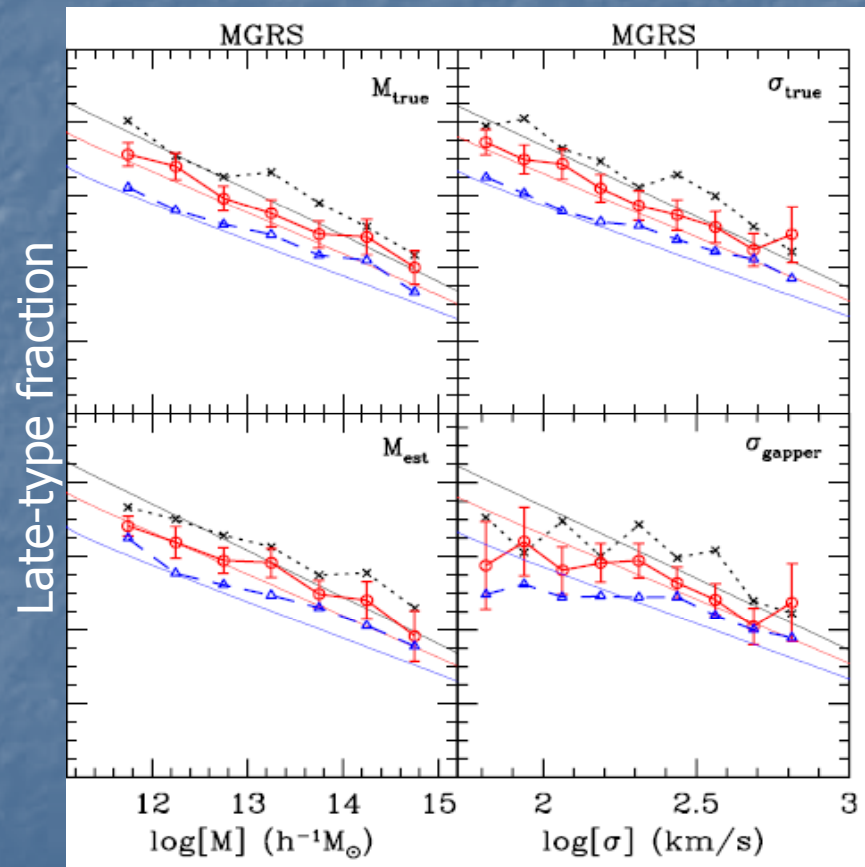 MGRS
MGRS
M_true
σ_true
M_est
σ_gapper
Late-type fraction
12 13 14 15
2 2.5 3
log[M] (h⁻¹M⊙)
log[σ] (km/s)